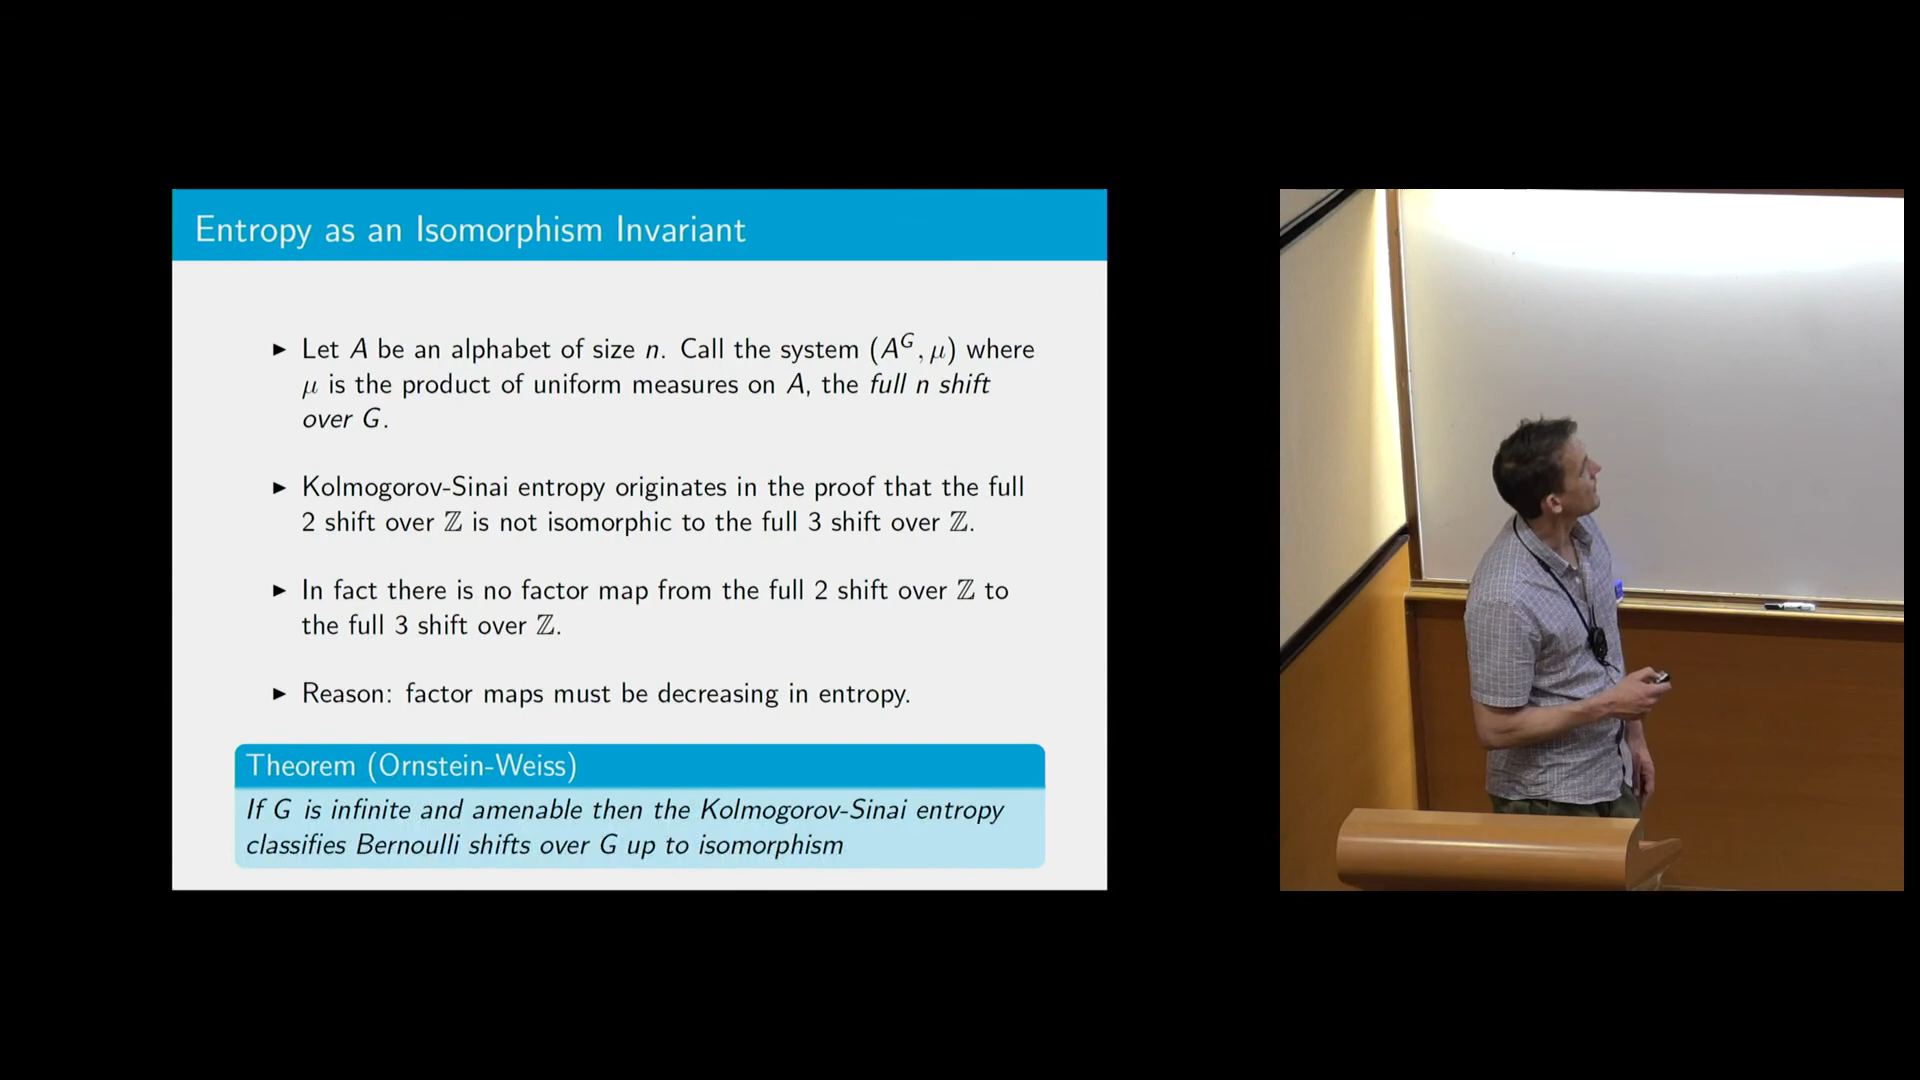 Entropy as an Isomorphism Invariant
▶ Let A be an alphabet of size n. Call the system (A^G, μ) where
μ is the product of uniform measures on A, the full n shift
over G.
▶ Kolmogorov-Sinai entropy originates in the proof that the full
2 shift over ℤ is not isomorphic to the full 3 shift over ℤ.
▶ In fact there is no factor map from the full 2 shift over ℤ to
the full 3 shift over ℤ.
▶ Reason: factor maps must be decreasing in entropy.
Theorem (Ornstein-Weiss)
If G is infinite and amenable then the Kolmogorov-Sinai entropy
classifies Bernoulli shifts over G up to isomorphism